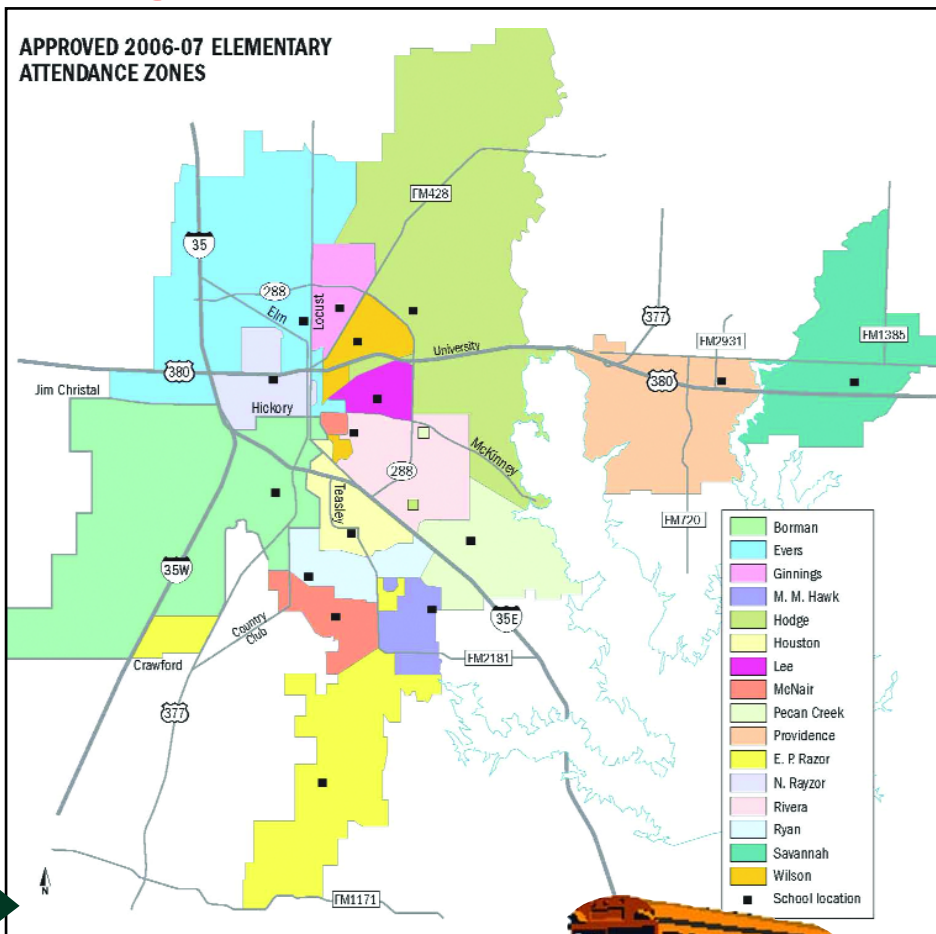 APPROVED 2006-07 ELEMENTARY
ATTENDANCE ZONES
FM428
35
288
Elm
Locust
377
FM2931
FM1385
University
380
380
Jim Christal
Hickory
McKinney
288
Teasley
FM720
35W
Country
Club
35E
Crawford
FM2181
377
FM1171
N
Borman
Evers
Ginnings
M. M. Hawk
Hodge
Houston
Lee
McNair
Pecan Creek
Providence
E. P. Razor
N. Rayzor
Rivera
Ryan
Savannah
Wilson
School location